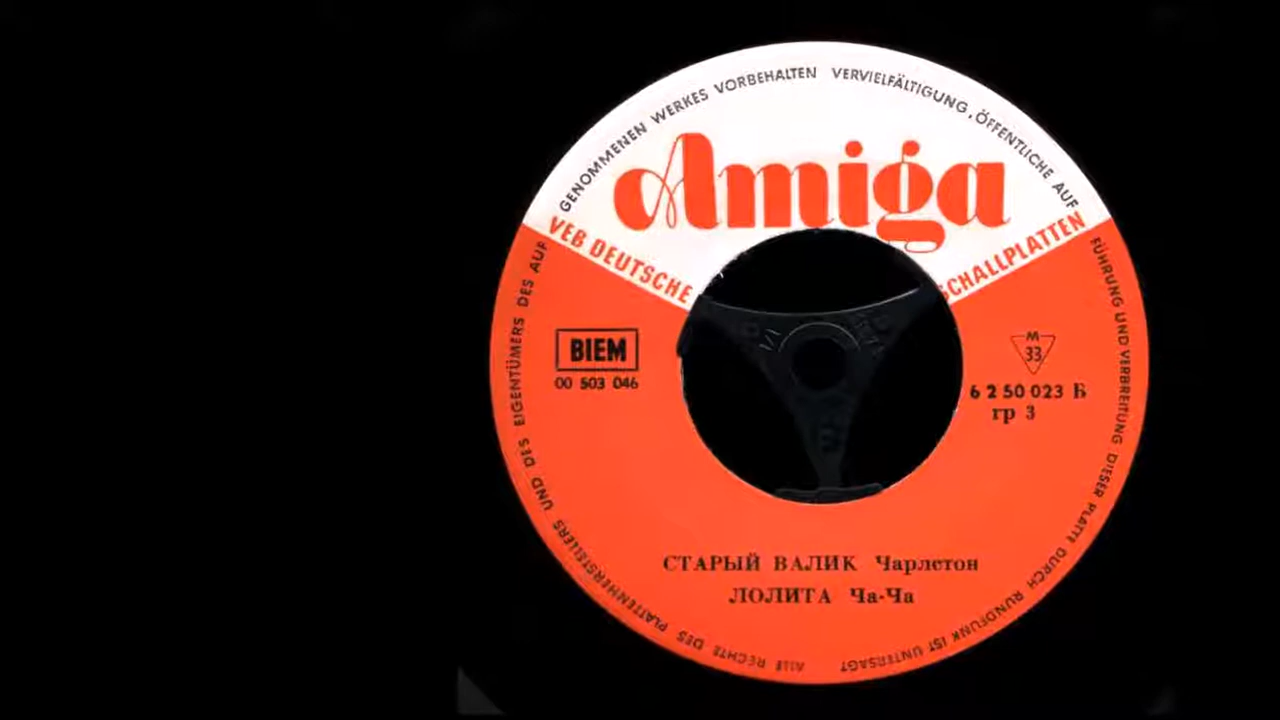 ALLE RECHTE DES PLATTENHERSTELLERS UND DES EIGENTÜMERS DES AUF
GENOMMENEN WERKES VORBEHALTEN VERVIELFÄLTIGUNG, ÖFFENTLICHE AUF
FÜHRUNG UND VERBREITUNG DIESER PLATTE DURCH RUNDFUNK IST UNTERSAGT
Amiga
VEB DEUTSCHE SCHALLPLATTEN
BIEM
00 503 046
M
33
6 2 50 023 Б
гр 3
СТАРЫЙ ВАЛИК Чарлстон
ЛОЛИТА Ча-Ча